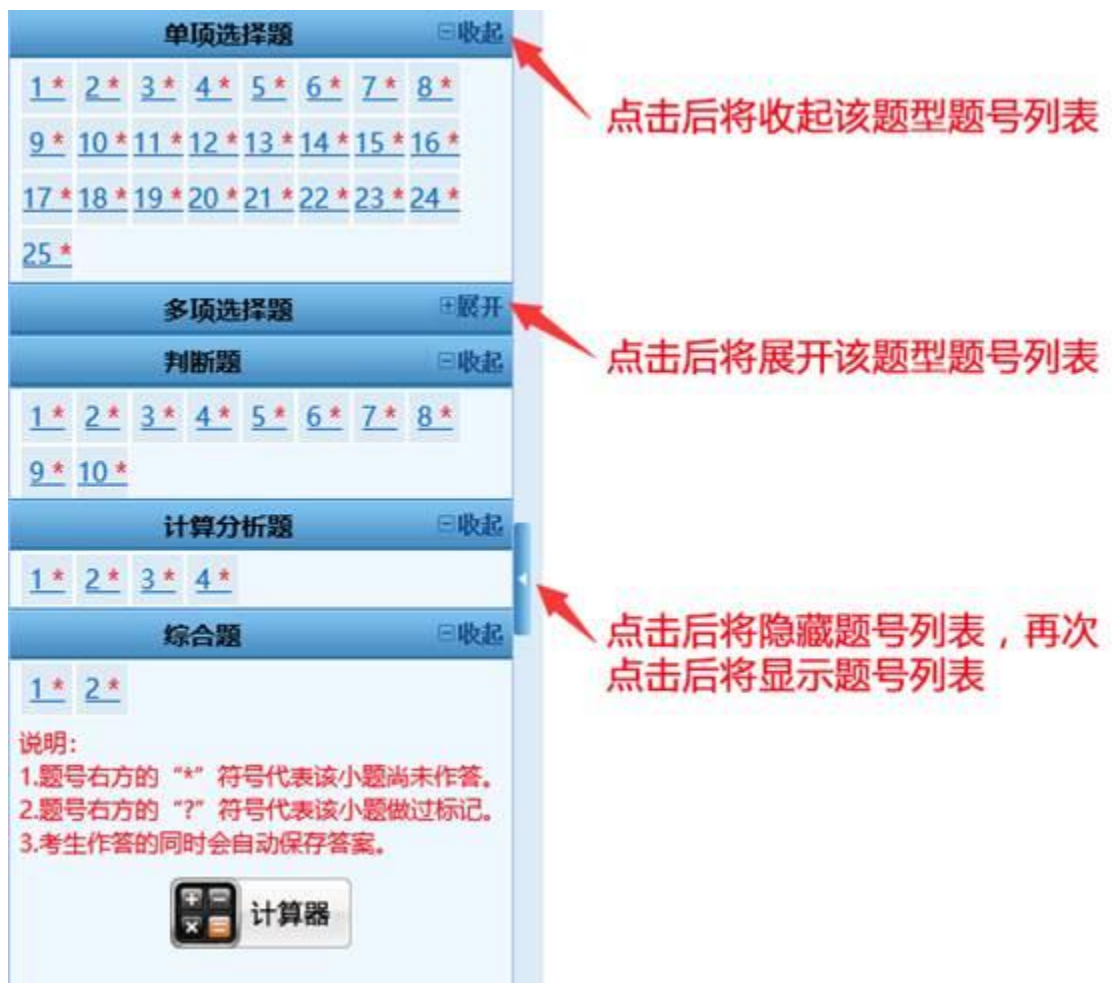 单项选择题 收起
点击后将收起该题型题号列表
1 * 2 * 3 * 4 * 5 * 6 * 7 * 8 *
9 * 10 * 11 * 12 * 13 * 14 * 15 * 16 *
17 * 18 * 19 * 20 * 21 * 22 * 23 * 24 *
25 *
多项选择题 展开
点击后将展开该题型题号列表
判断题 收起
1 * 2 * 3 * 4 * 5 * 6 * 7 * 8 *
9 * 10 *
计算分析题 收起
1 * 2 * 3 * 4 *
点击后将隐藏题号列表，再次
点击后将显示题号列表
综合题 收起
1 * 2 *
说明:
1.题号右方的“*”符号代表该小题尚未作答。
2.题号右方的“?”符号代表该小题做过标记。
3.考生作答的同时会自动保存答案。
计算器